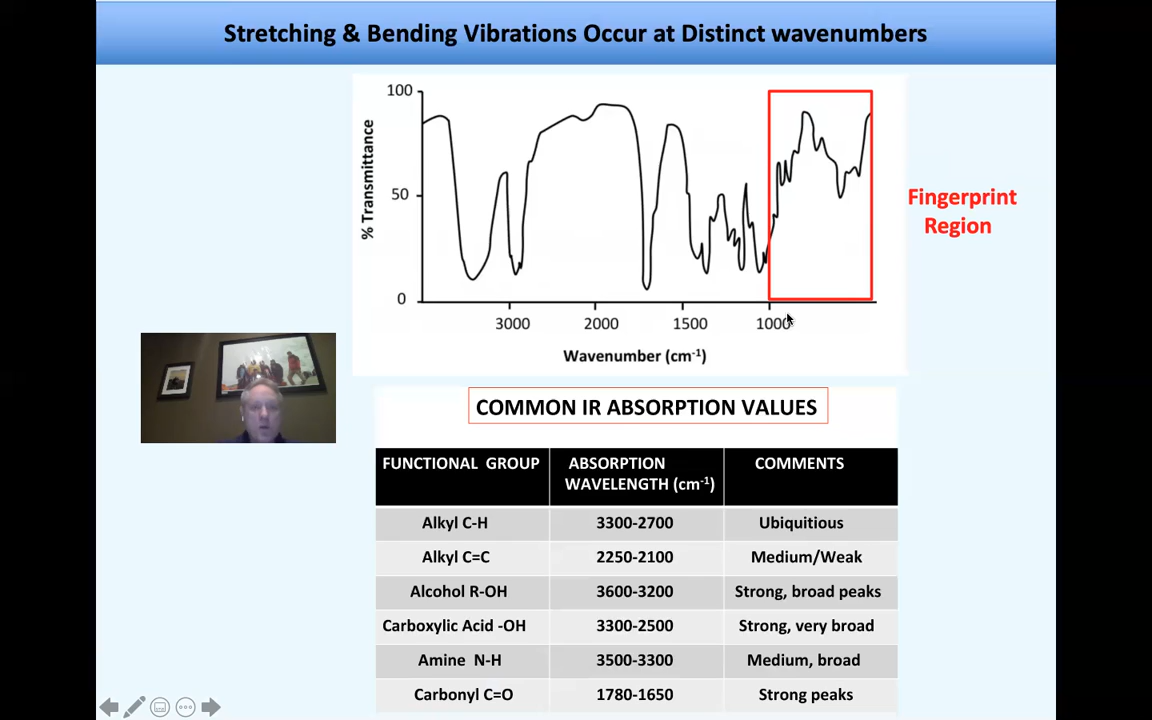 Stretching & Bending Vibrations Occur at Distinct wavenumbers
100
50
0
% Transmittance
3000 2000 1500 1000
Wavenumber (cm-1)
Fingerprint
Region
COMMON IR ABSORPTION VALUES
FUNCTIONAL GROUP ABSORPTION WAVELENGTH (cm-1) COMMENTS
Alkyl C-H 3300-2700 Ubiquitious
Alkyl C=C 2250-2100 Medium/Weak
Alcohol R-OH 3600-3200 Strong, broad peaks
Carboxylic Acid -OH 3300-2500 Strong, very broad
Amine N-H 3500-3300 Medium, broad
Carbonyl C=O 1780-1650 Strong peaks